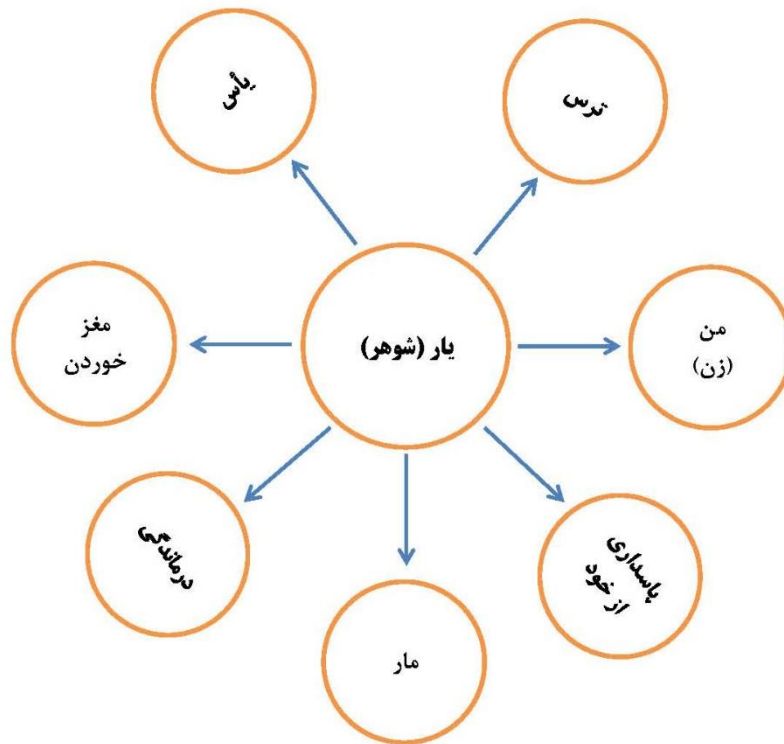 یأس
ترس
مغز
خوردن
یار (شوهر)
من
(زن)
درماندگی
پاسداری
از خود
مار